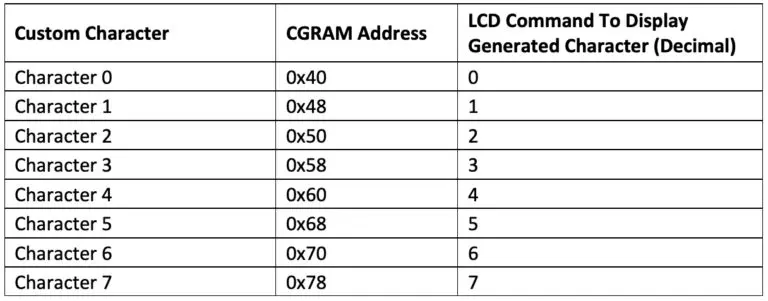 Custom Character CGRAM Address LCD Command To Display
Generated Character (Decimal)
Character 0 0x40 0
Character 1 0x48 1
Character 2 0x50 2
Character 3 0x58 3
Character 4 0x60 4
Character 5 0x68 5
Character 6 0x70 6
Character 7 0x78 7